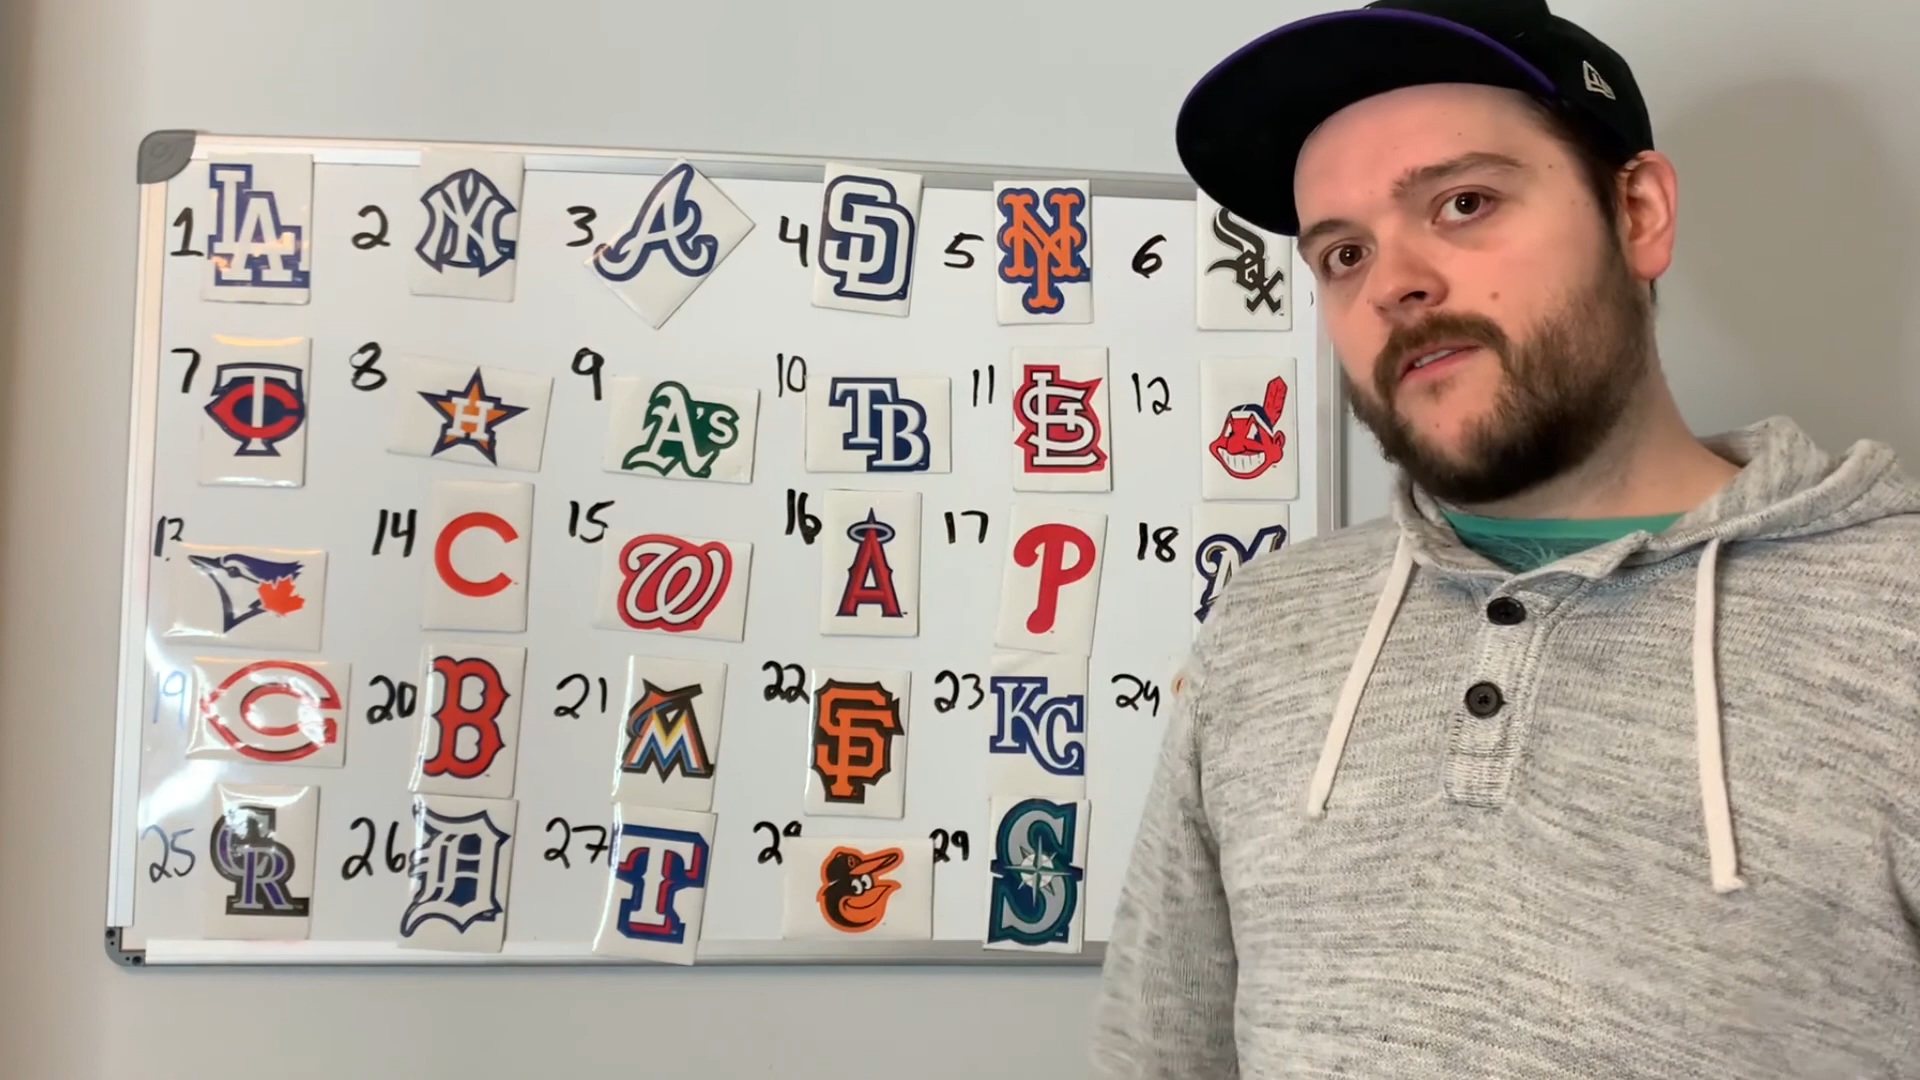 1 LA 2 NY 3 A 4 SD 5 NY 6 Sox
7 TC 8 H 9 A's 10 TB 11 STL 12
13 14 C 15 W 16 A 17 P 18 M
19 C 20 B 21 M 22 SF 23 KC 24
25 CR 26 D 27 T 29 S